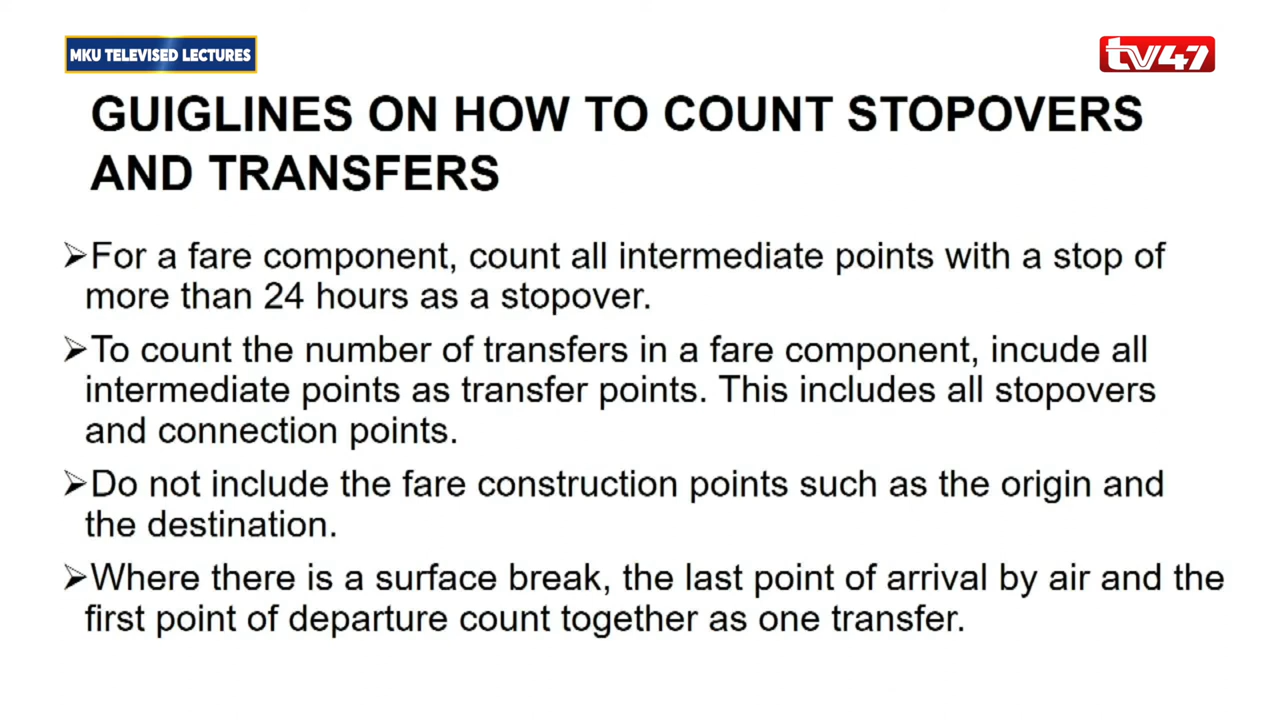 MKU TELEVISED LECTURES
tv47
GUIGLINES ON HOW TO COUNT STOPOVERS
AND TRANSFERS
➢For a fare component, count all intermediate points with a stop of
more than 24 hours as a stopover.
➢To count the number of transfers in a fare component, incude all
intermediate points as transfer points. This includes all stopovers
and connection points.
➢Do not include the fare construction points such as the origin and
the destination.
➢Where there is a surface break, the last point of arrival by air and the
first point of departure count together as one transfer.